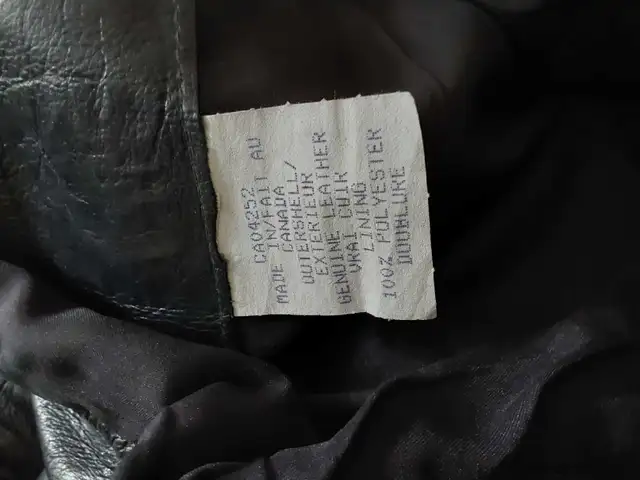 CA04252
MADE IN/FAIT AU
CANADA
OUTERSHELL/
EXTERIEUR
GENUINE LEATHER
VRAI CUIR
LINING
100% POLYESTER
DOUBLURE